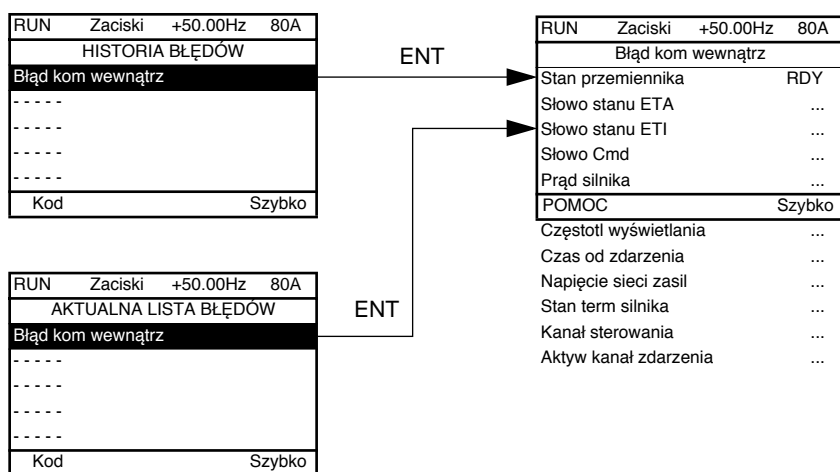 RUN Zaciski +50.00Hz 80A
HISTORIA BŁĘDÓW
Błąd kom wewnątrz
- - - - -
- - - - -
- - - - -
- - - - -
Kod Szybko
ENT
RUN Zaciski +50.00Hz 80A
AKTUALNA LISTA BŁĘDÓW
Błąd kom wewnątrz
- - - - -
- - - - -
- - - - -
- - - - -
Kod Szybko
ENT
RUN Zaciski +50.00Hz 80A
Błąd kom wewnątrz
Stan przemiennika RDY
Słowo stanu ETA ...
Słowo stanu ETI ...
Słowo Cmd ...
Prąd silnika ...
POMOC Szybko
Częstotl wyświetlania ...
Czas od zdarzenia ...
Napięcie sieci zasil ...
Stan term silnika ...
Kanał sterowania ...
Aktyw kanał zdarzenia ...